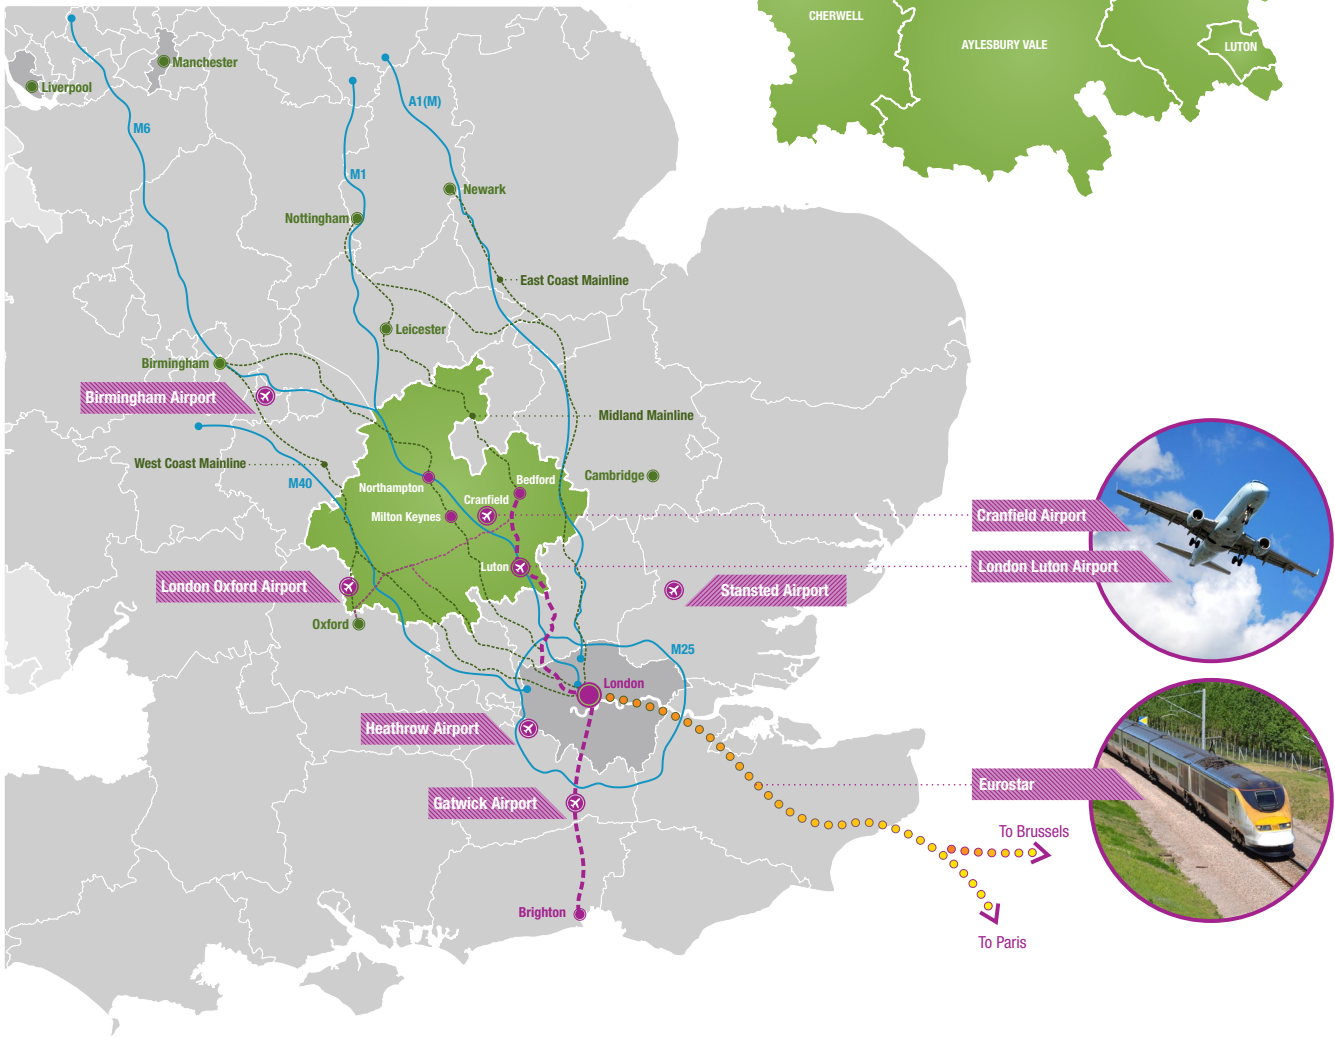 CHERWELL
AYLESBURY VALE
LUTON
Manchester
Liverpool
A1(M)
M6
M1
Newark
Nottingham
East Coast Mainline
Leicester
Birmingham
Birmingham Airport
Midland Mainline
West Coast Mainline
M40
Cambridge
Bedford
Northampton
Cranfield
Milton Keynes
Cranfield Airport
Luton
London Luton Airport
London Oxford Airport
Stansted Airport
Oxford
M25
London
Heathrow Airport
Eurostar
Gatwick Airport
To Brussels
Brighton
To Paris